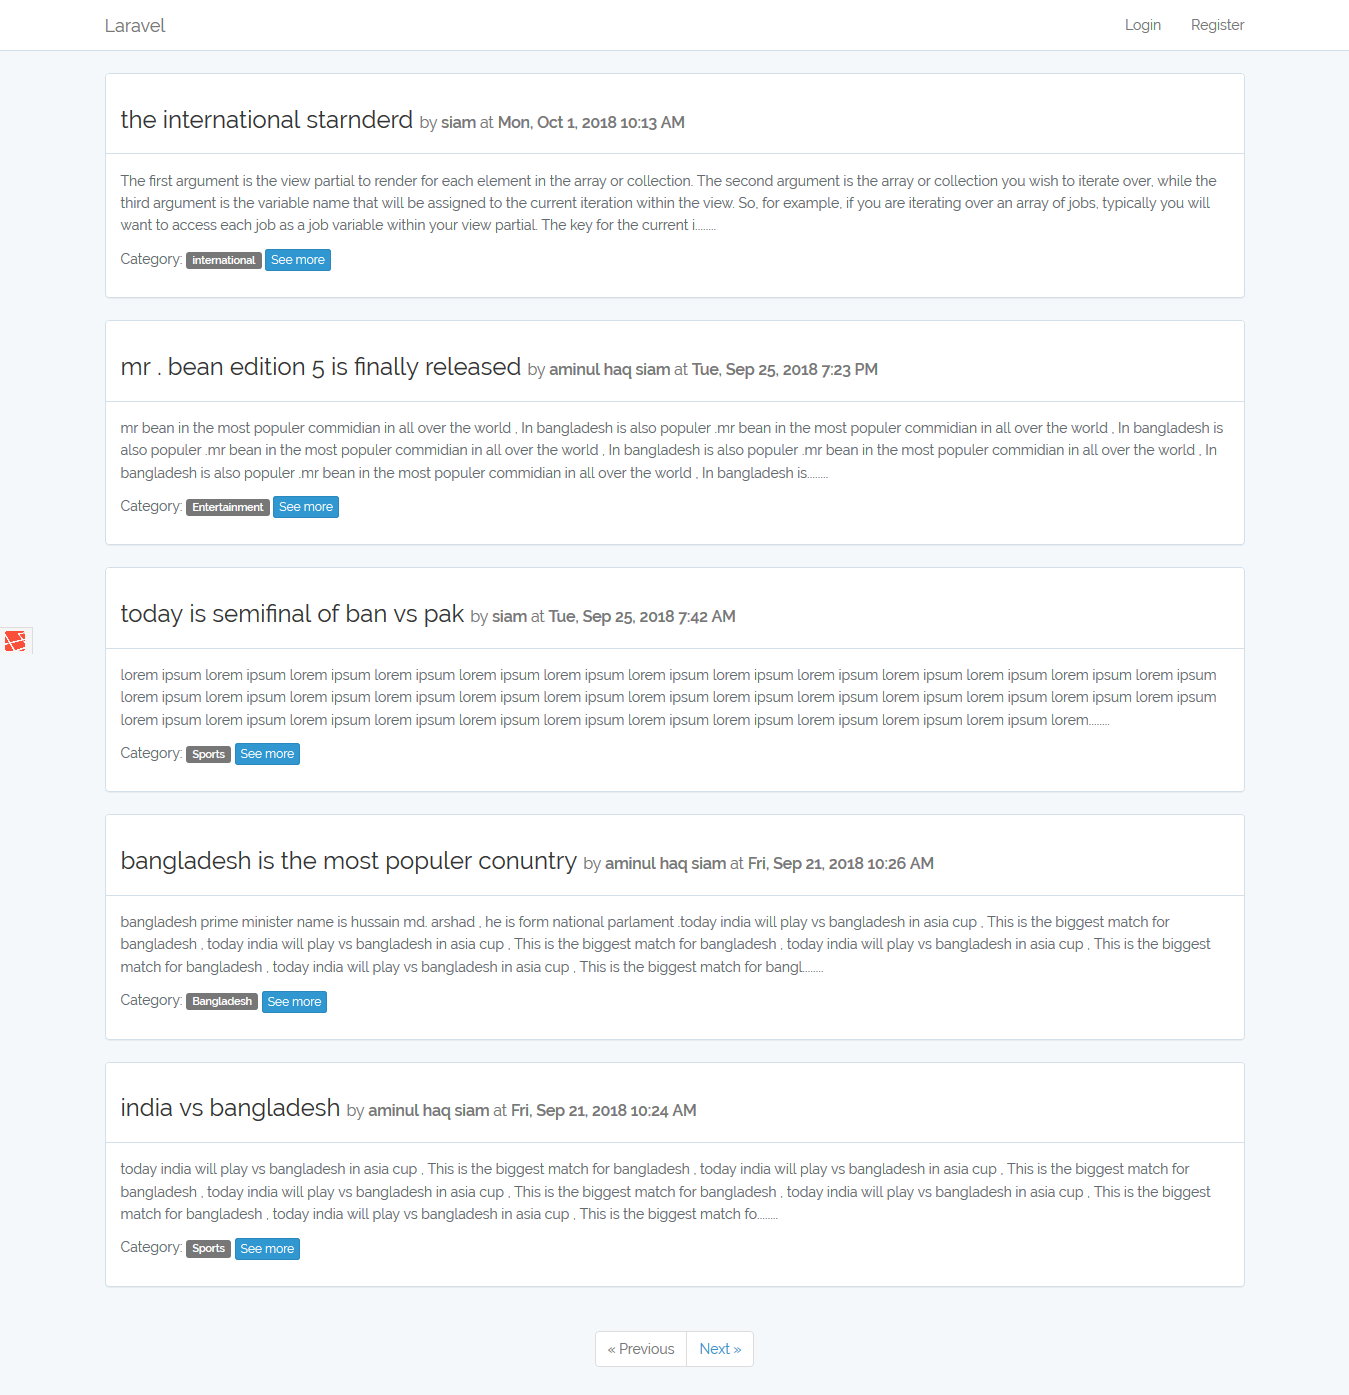 Laravel
Login Register
the international starnderd by siam at Mon, Oct 1, 2018 10:13 AM
The first argument is the view partial to render for each element in the array or collection. The second argument is the array or collection you wish to iterate over, while the
third argument is the variable name that will be assigned to the current iteration within the view. So, for example, if you are iterating over an array of jobs, typically you will
want to access each job as a job variable within your view partial. The key for the current i........
Category: international See more
mr . bean edition 5 is finally released by aminul haq siam at Tue, Sep 25, 2018 7:23 PM
mr bean in the most populer commidian in all over the world , In bangladesh is also populer .mr bean in the most populer commidian in all over the world , In bangladesh is
also populer .mr bean in the most populer commidian in all over the world , In bangladesh is also populer .mr bean in the most populer commidian in all over the world , In
bangladesh is also populer .mr bean in the most populer commidian in all over the world , In bangladesh is........
Category: Entertainment See more
today is semifinal of ban vs pak by siam at Tue, Sep 25, 2018 7:42 AM
lorem ipsum lorem ipsum lorem ipsum lorem ipsum lorem ipsum lorem ipsum lorem ipsum lorem ipsum lorem ipsum lorem ipsum lorem ipsum lorem ipsum lorem ipsum
lorem ipsum lorem ipsum lorem ipsum lorem ipsum lorem ipsum lorem ipsum lorem ipsum lorem ipsum lorem ipsum lorem ipsum lorem ipsum lorem ipsum lorem ipsum
lorem ipsum lorem ipsum lorem ipsum lorem ipsum lorem ipsum lorem ipsum lorem ipsum lorem ipsum lorem ipsum lorem ipsum lorem ipsum lorem........
Category: Sports See more
bangladesh is the most populer conuntry by aminul haq siam at Fri, Sep 21, 2018 10:26 AM
bangladesh prime minister name is hussain md. arshad , he is form national parlament .today india will play vs bangladesh in asia cup , This is the biggest match for
bangladesh , today india will play vs bangladesh in asia cup , This is the biggest match for bangladesh , today india will play vs bangladesh in asia cup , This is the biggest
match for bangladesh , today india will play vs bangladesh in asia cup , This is the biggest match for bangl........
Category: Bangladesh See more
india vs bangladesh by aminul haq siam at Fri, Sep 21, 2018 10:24 AM
today india will play vs bangladesh in asia cup , This is the biggest match for bangladesh , today india will play vs bangladesh in asia cup , This is the biggest match for
bangladesh , today india will play vs bangladesh in asia cup , This is the biggest match for bangladesh , today india will play vs bangladesh in asia cup , This is the biggest
match for bangladesh , today india will play vs bangladesh in asia cup , This is the biggest match fo........
Category: Sports See more
« Previous Next »